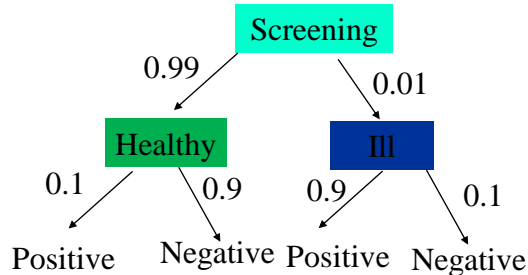 Screening
0.99
0.01
Healthy
Ill
0.1
0.9
0.9
0.1
Positive
Negative
Positive
Negative